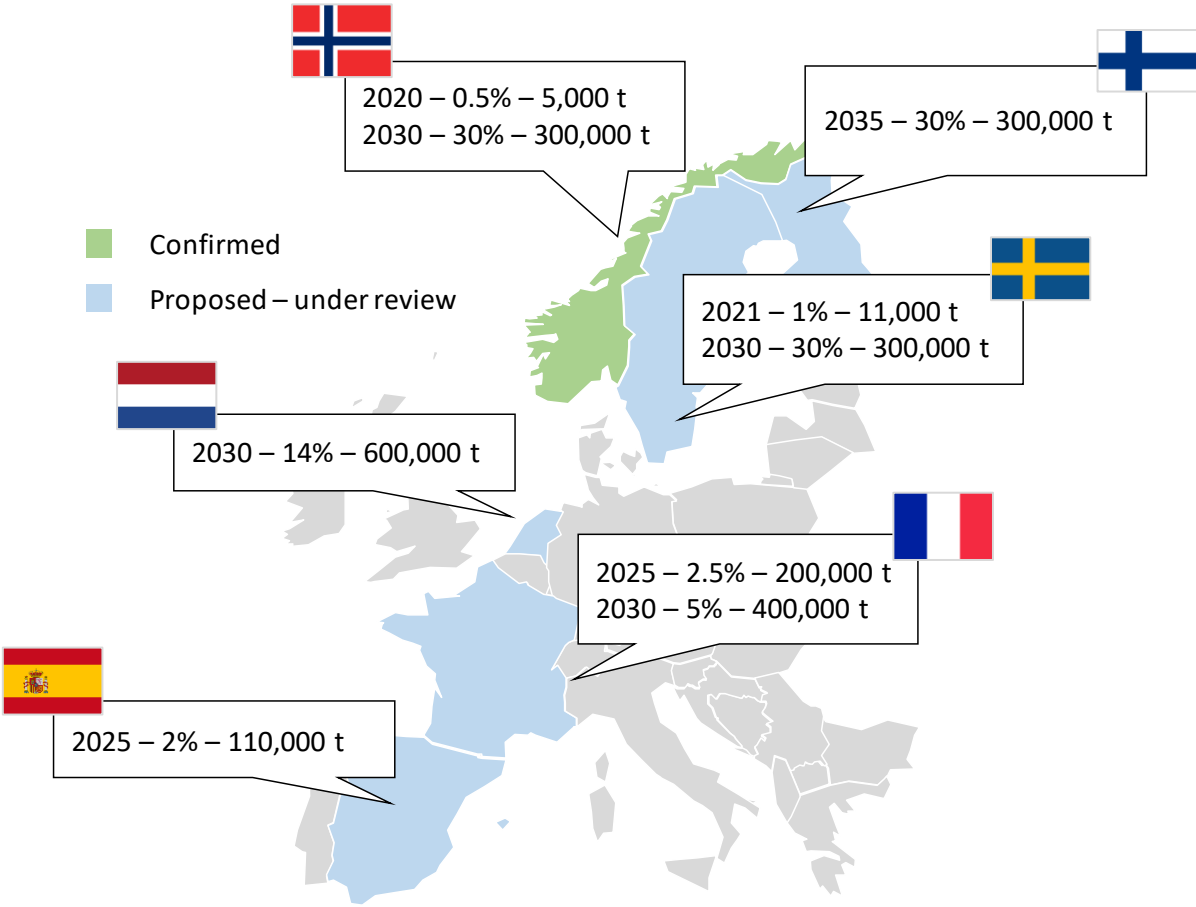 2020 – 0.5% – 5,000 t
2030 – 30% – 300,000 t
2035 – 30% – 300,000 t
Confirmed
Proposed – under review
2021 – 1% – 11,000 t
2030 – 30% – 300,000 t
2030 – 14% – 600,000 t
2025 – 2.5% – 200,000 t
2030 – 5% – 400,000 t
2025 – 2% – 110,000 t